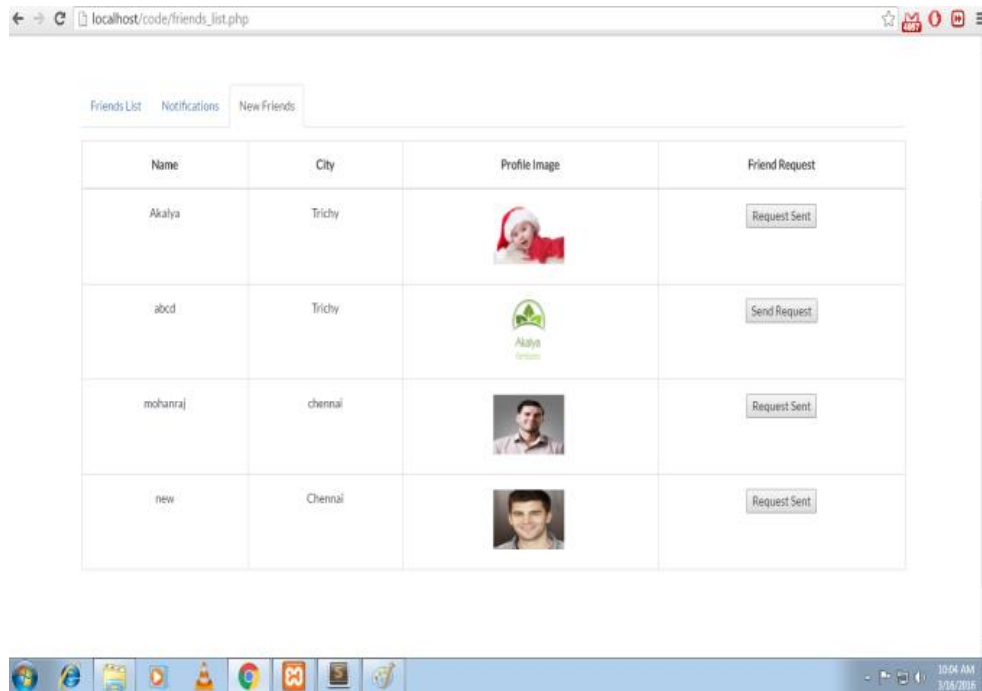 localhost/code/friends_list.php
4857
Friends List Notifications New Friends
Name City Profile Image Friend Request
Akalya Trichy Request Sent
abcd Trichy Send Request
Akalya
mohanraj chennai Request Sent
new Chennai Request Sent
10:04 AM
3/16/2016